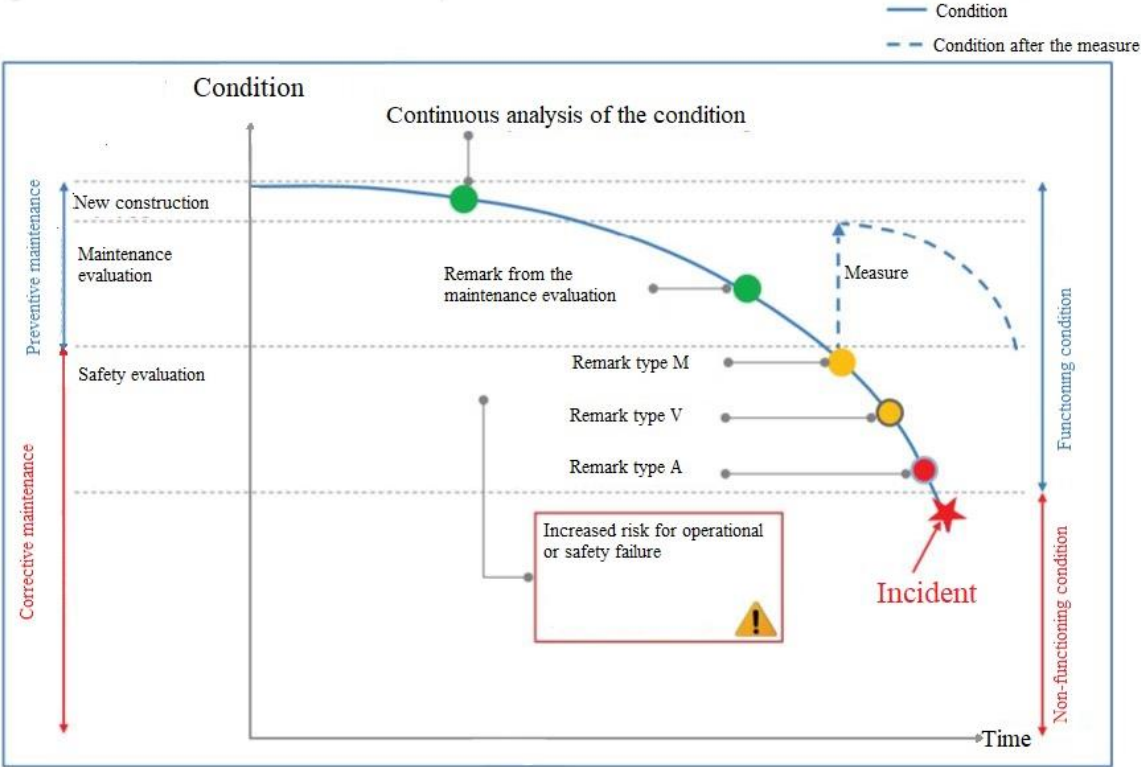 Condition
Condition after the measure
Condition
Continuous analysis of the condition
New construction
Maintenance
evaluation
Remark from the
maintenance evaluation
Measure
Safety evaluation
Remark type M
Remark type V
Remark type A
Increased risk for operational
or safety failure
Incident
Time
Preventive maintenance
Corrective maintenance
Functioning condition
Non-functioning condition